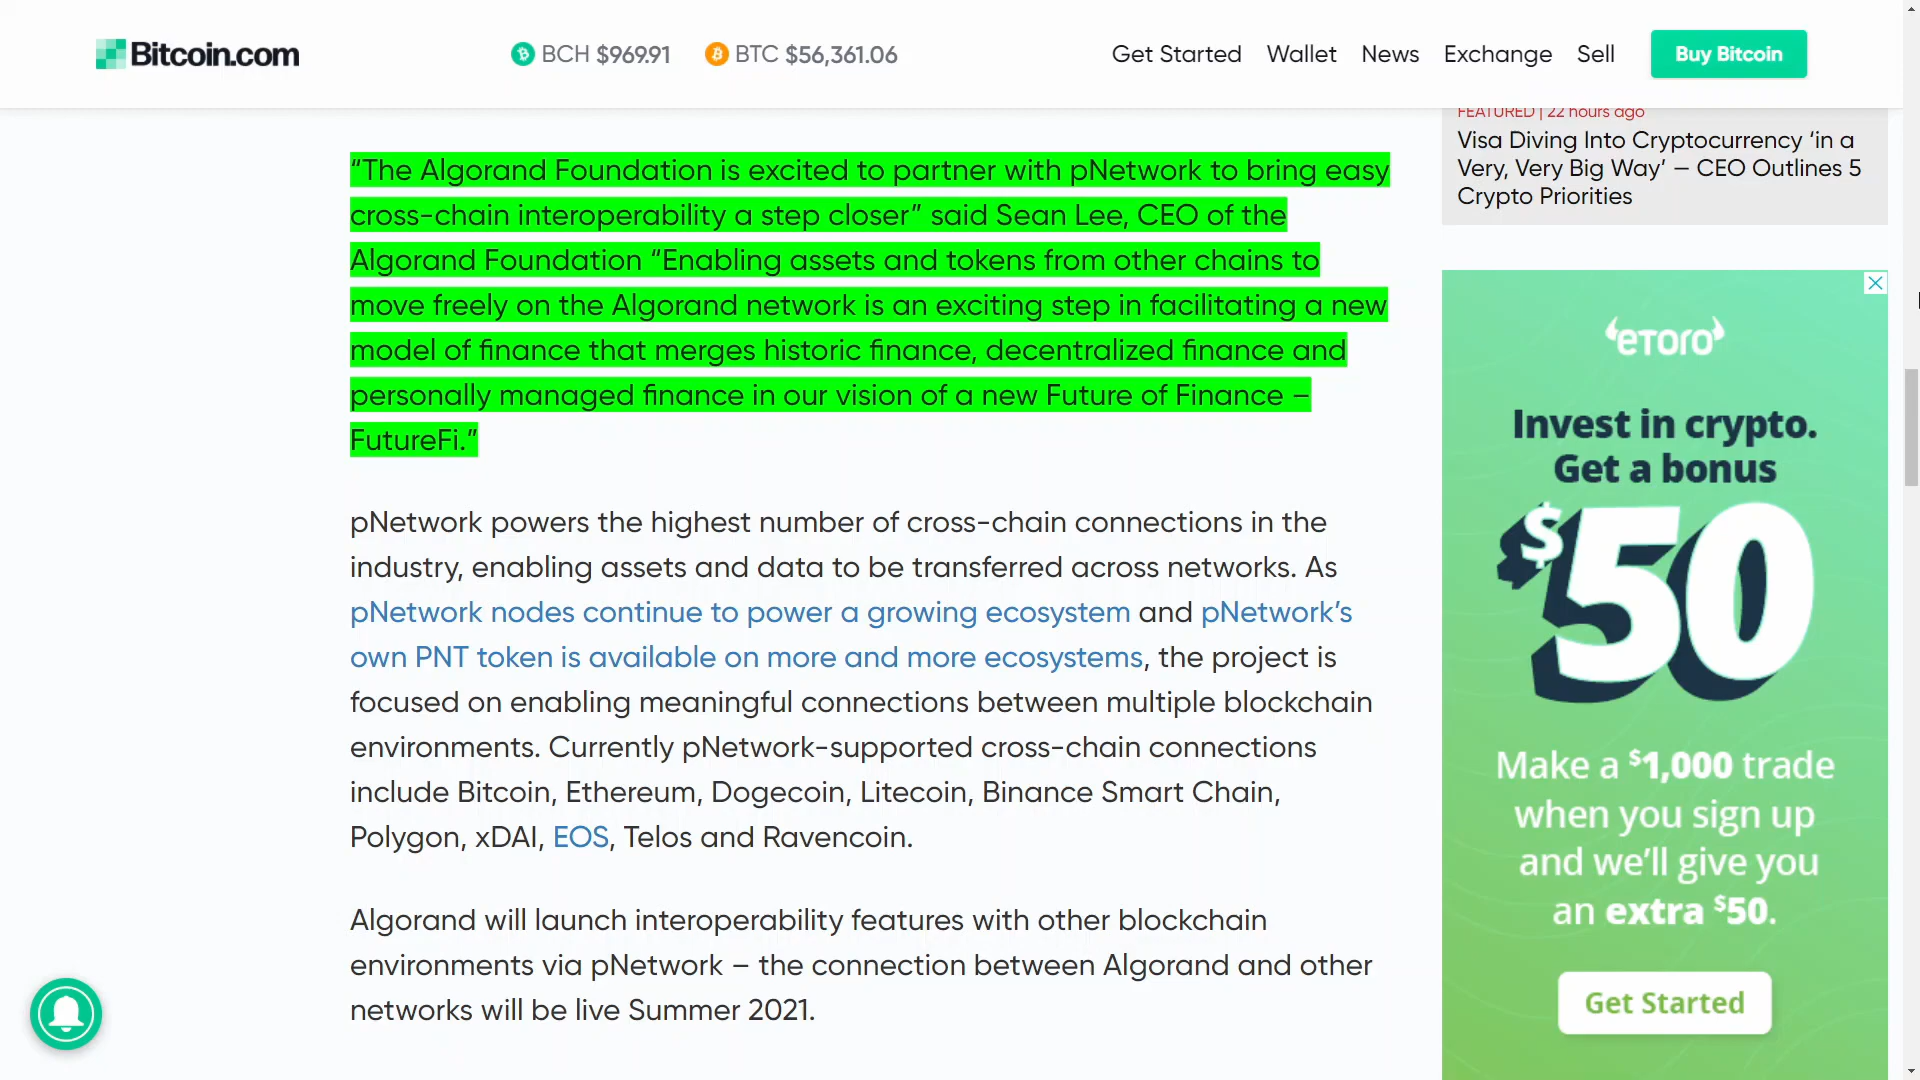 Bitcoin.com
BCH $969.91
BTC $56,361.06
Get Started
Wallet
News
Exchange
Sell
Buy Bitcoin
“The Algorand Foundation is excited to partner with pNetwork to bring easy
cross-chain interoperability a step closer” said Sean Lee, CEO of the
Algorand Foundation “Enabling assets and tokens from other chains to
move freely on the Algorand network is an exciting step in facilitating a new
model of finance that merges historic finance, decentralized finance and
personally managed finance in our vision of a new Future of Finance –
FutureFi.”
pNetwork powers the highest number of cross-chain connections in the
industry, enabling assets and data to be transferred across networks. As
pNetwork nodes continue to power a growing ecosystem and pNetwork’s
own PNT token is available on more and more ecosystems, the project is
focused on enabling meaningful connections between multiple blockchain
environments. Currently pNetwork-supported cross-chain connections
include Bitcoin, Ethereum, Dogecoin, Litecoin, Binance Smart Chain,
Polygon, xDAI, EOS, Telos and Ravencoin.
Algorand will launch interoperability features with other blockchain
environments via pNetwork – the connection between Algorand and other
networks will be live Summer 2021.
FEATURED | 22 hours ago
Visa Diving Into Cryptocurrency ‘in a
Very, Very Big Way’ – CEO Outlines 5
Crypto Priorities
eToro
Invest in crypto.
Get a bonus
$50
Make a $1,000 trade
when you sign up
and we’ll give you
an extra $50.
Get Started